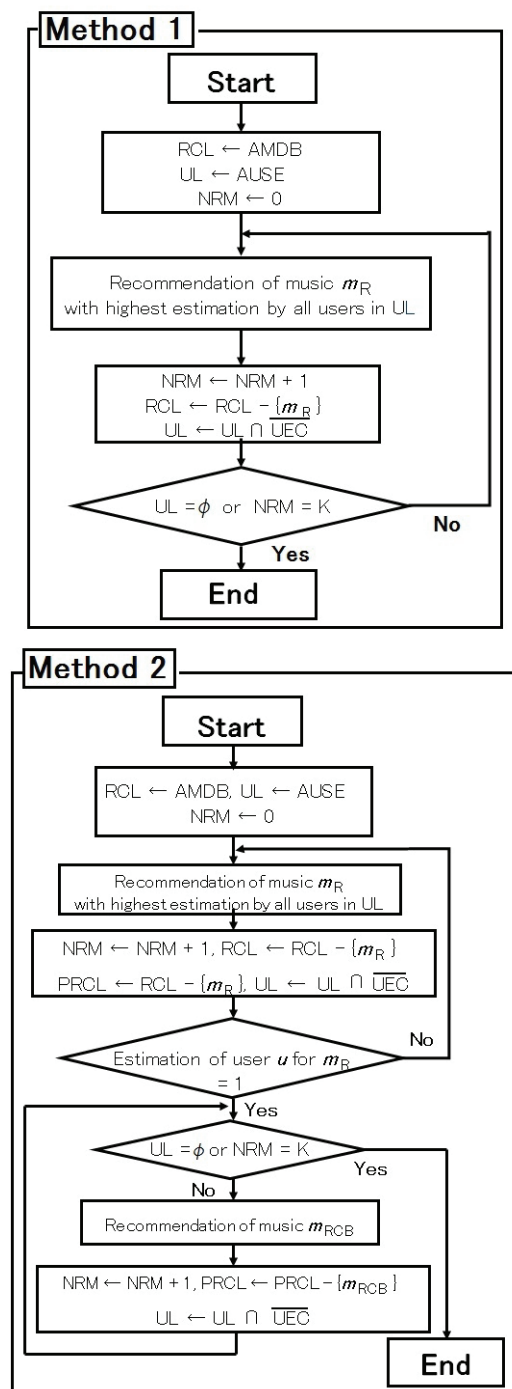 Method 1
Start
RCL ← AMDB
UL ← AUSE
NRM ← 0
Recommendation of music mR
with highest estimation by all users in UL
NRM ← NRM + 1
RCL ← RCL - {mR}
UL ← UL ∩ U̅E̅C̅
UL = ϕ or NRM = K
No
Yes
End
Method 2
Start
RCL ← AMDB, UL ← AUSE
NRM ← 0
Recommendation of music mR
with highest estimation by all users in UL
NRM ← NRM + 1, RCL ← RCL - {mR}
PRCL ← RCL - {mR}, UL ← UL ∩ U̅E̅C̅
No
Estimation of user u for mR
= 1
Yes
UL = ϕ or NRM = K
Yes
No
Recommendation of music mRCB
NRM ← NRM + 1, PRCL ← PRCL - {mRCB}
UL ← UL ∩ U̅E̅C̅
End